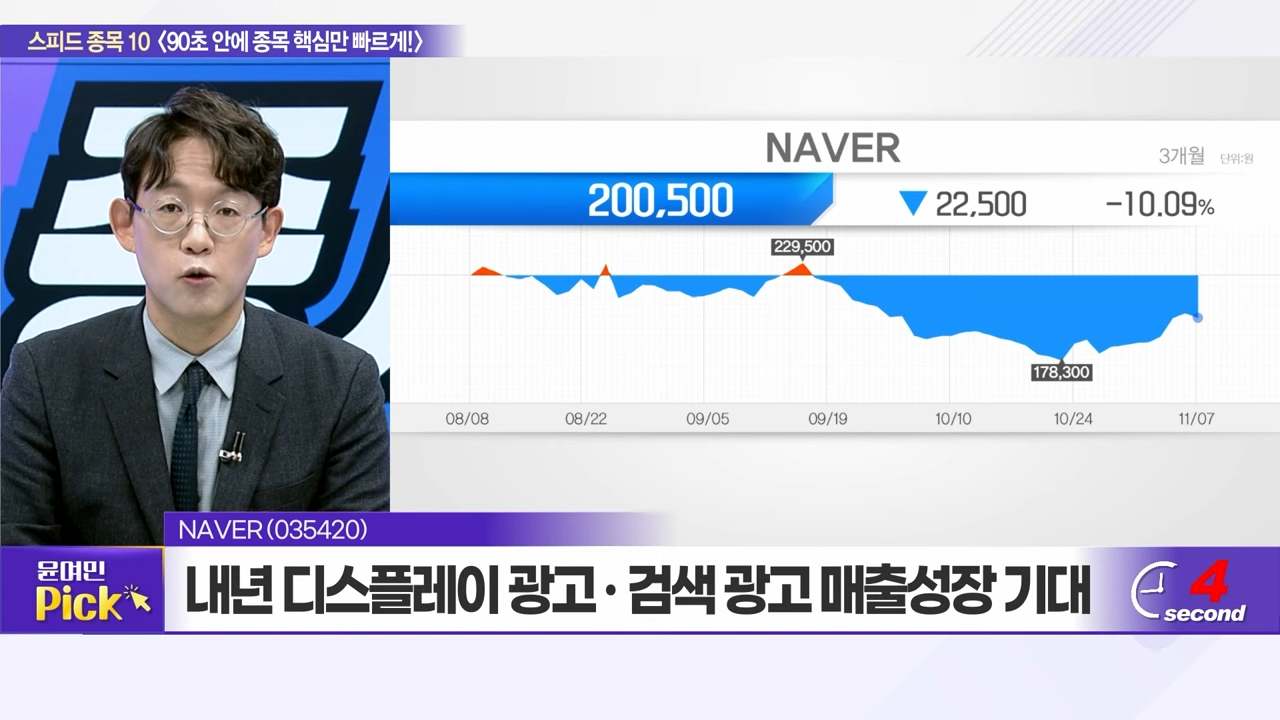 스피드 종목 10 〈90초 안에 종목 핵심만 빠르게!〉
NAVER
3개월 단위:원
200,500 ▼ 22,500 -10.09%
229,500
178,300
08/08 08/22 09/05 09/19 10/10 10/24 11/07
NAVER(035420)
윤여민
Pick
내년 디스플레이 광고·검색 광고 매출성장 기대
4
second